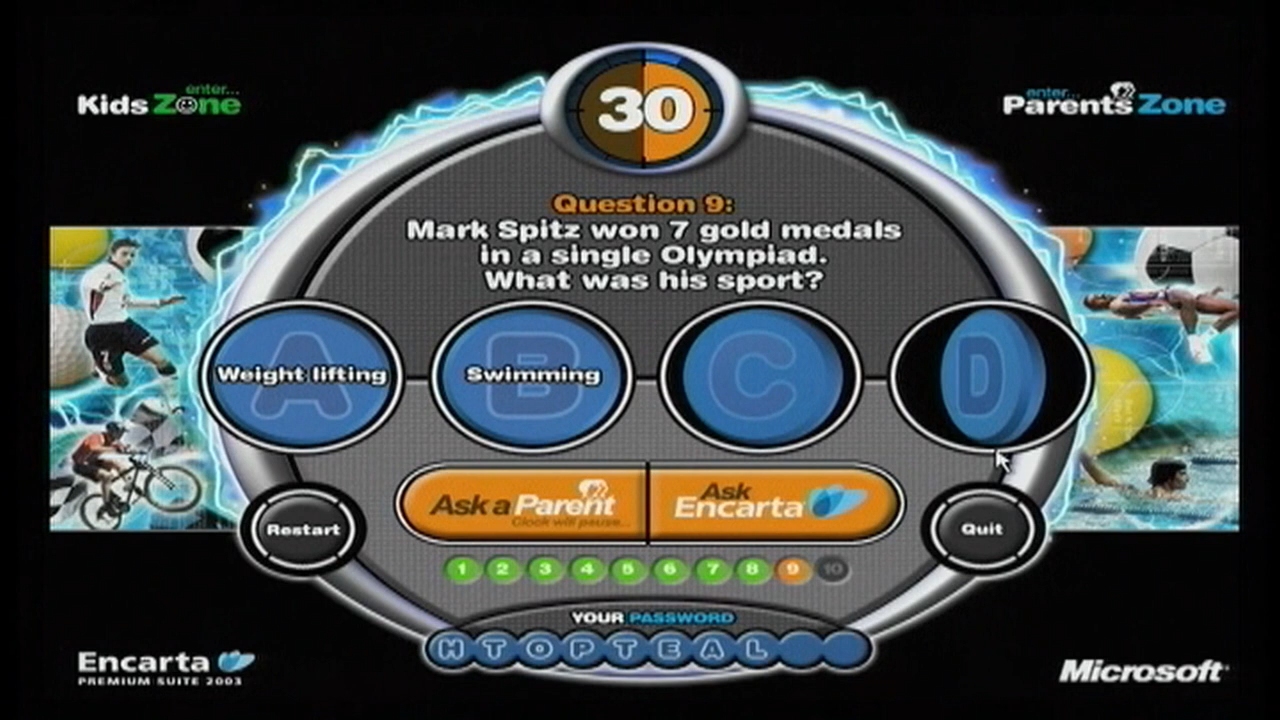 enter...
Kids Zone
enter...
Parents Zone
30
Question 9:
Mark Spitz won 7 gold medals
in a single Olympiad.
What was his sport?
A
Weight lifting
B
Swimming
C
D
Ask a Parent
Clock will pause...
Ask
Encarta
Restart
Quit
1 2 3 4 5 6 7 8 9 10
YOUR PASSWORD
H T O P T E A L
Encarta
PREMIUM SUITE 2003
Microsoft